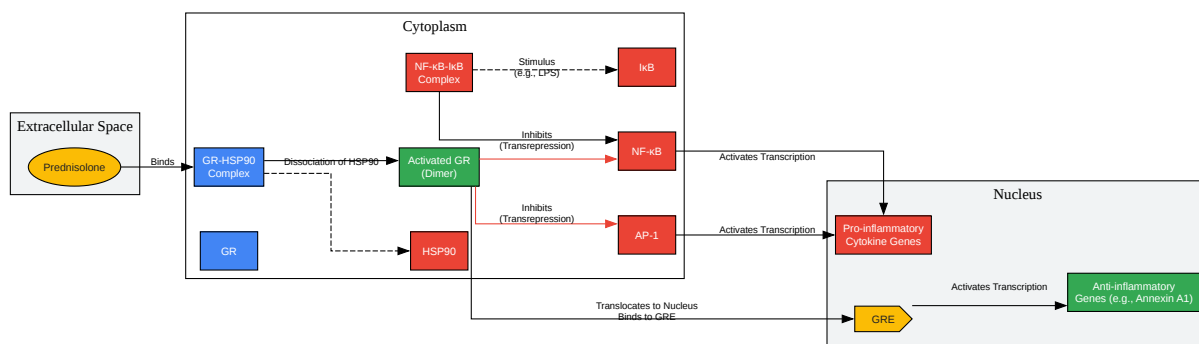 Cytoplasm
NF-κB-IκB
Complex
Stimulus
(e.g., LPS)
IκB
Extracellular Space
Prednisolone
Binds
GR-HSP90
Complex
Dissociation of HSP90
Activated GR
(Dimer)
Inhibits
(Transrepression)
NF-κB
Activates Transcription
GR
HSP90
Inhibits
(Transrepression)
AP-1
Activates Transcription
Nucleus
Pro-inflammatory
Cytokine Genes
Translocates to Nucleus
Binds to GRE
GRE
Activates Transcription
Anti-inflammatory
Genes (e.g., Annexin A1)